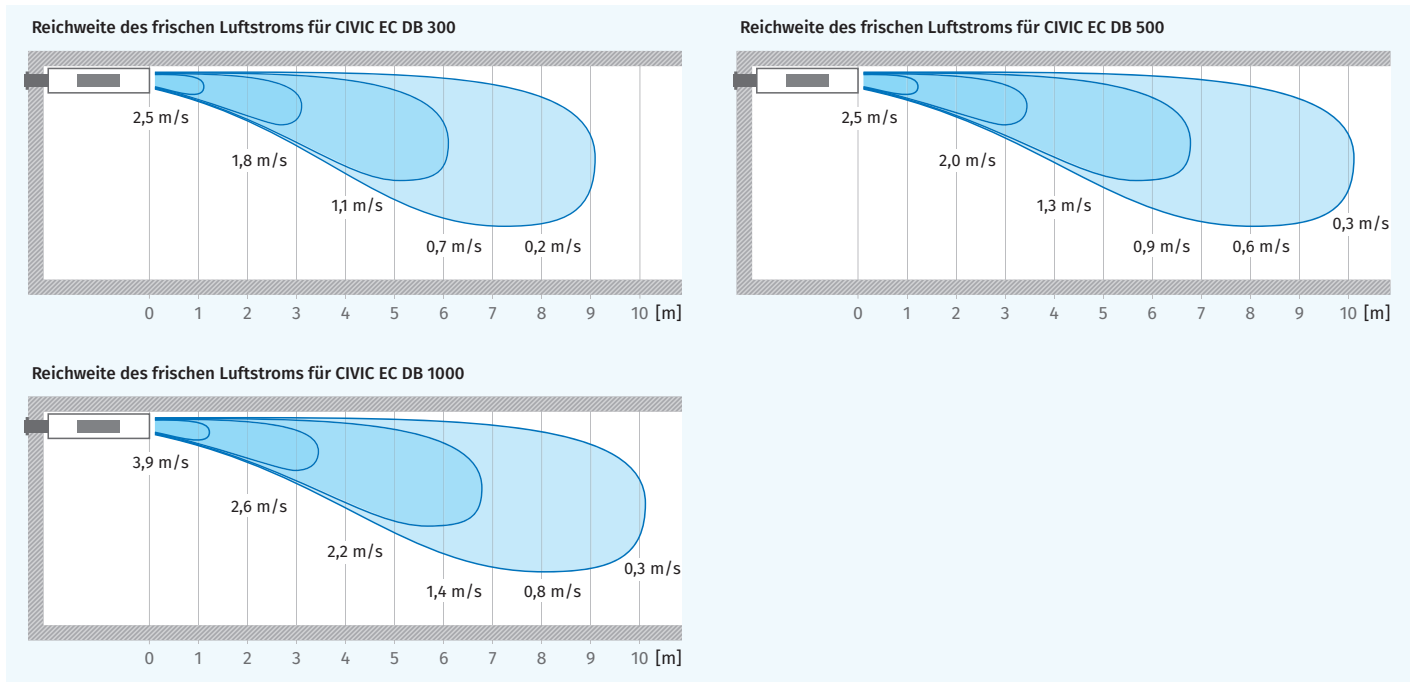 Reichweite des frischen Luftstroms für CIVIC EC DB 300
2,5 m/s
1,8 m/s
1,1 m/s
0,7 m/s
0,2 m/s
0 1 2 3 4 5 6 7 8 9 10 [m]
Reichweite des frischen Luftstroms für CIVIC EC DB 500
2,5 m/s
2,0 m/s
1,3 m/s
0,3 m/s
0,9 m/s
0,6 m/s
0 1 2 3 4 5 6 7 8 9 10 [m]
Reichweite des frischen Luftstroms für CIVIC EC DB 1000
3,9 m/s
2,6 m/s
2,2 m/s
0,3 m/s
1,4 m/s
0,8 m/s
0 1 2 3 4 5 6 7 8 9 10 [m]